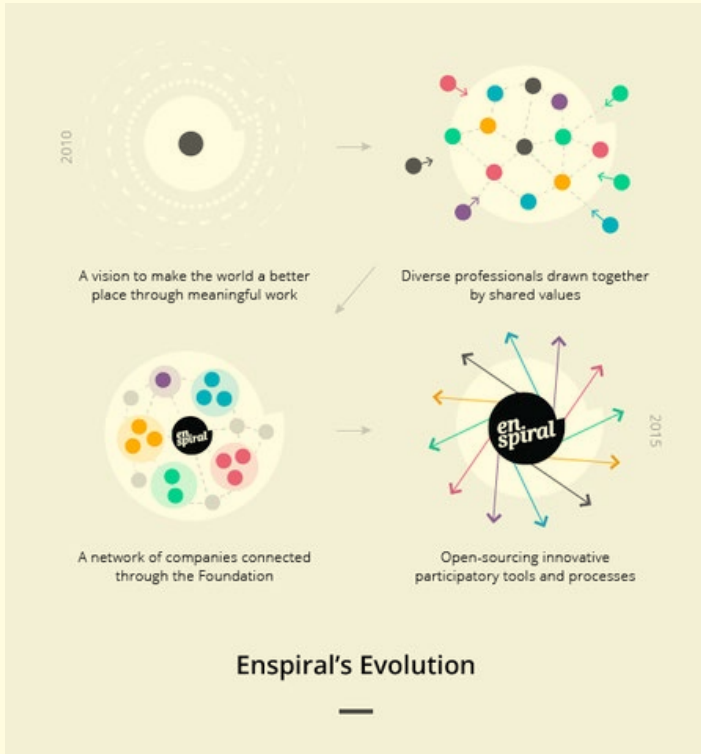 2010
A vision to make the world a better
place through meaningful work
Diverse professionals drawn together
by shared values
en.
spiral
A network of companies connected
through the Foundation
en.
spiral
2015
Open-sourcing innovative
participatory tools and processes
Enspiral's Evolution